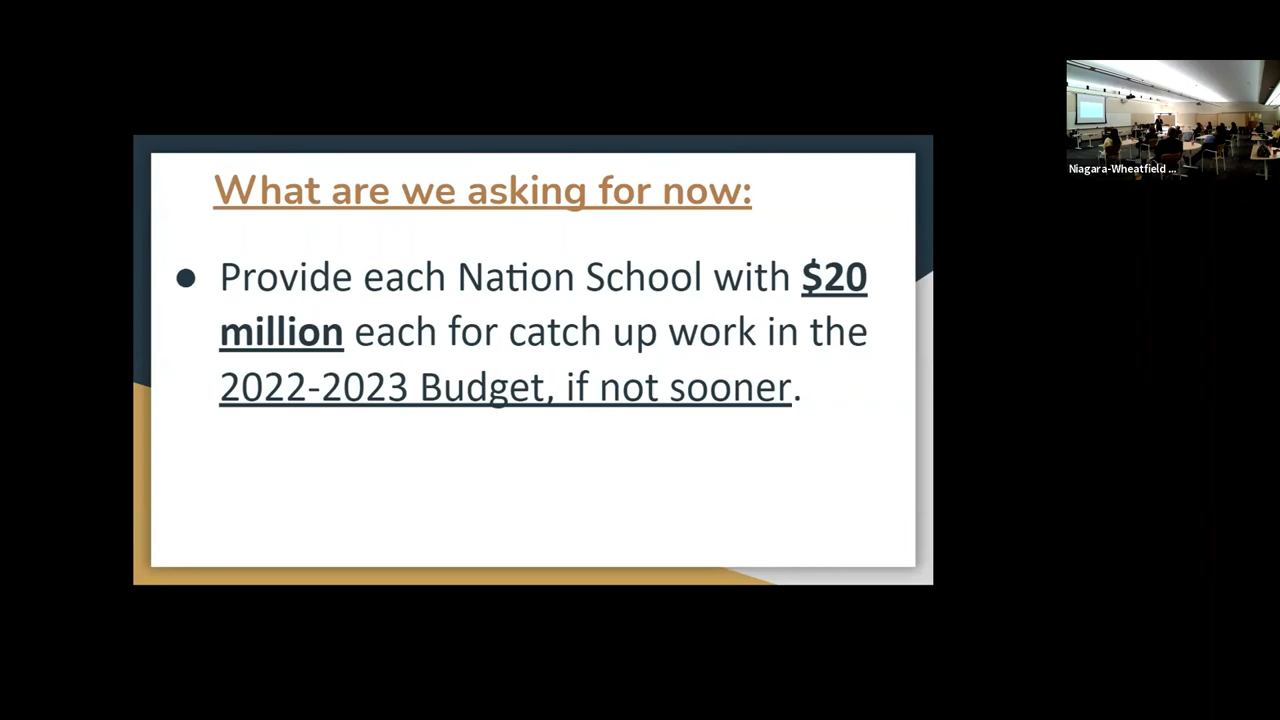 What are we asking for now:
● Provide each Nation School with $20
million each for catch up work in the
2022-2023 Budget, if not sooner.
Niagara-Wheatfield ...